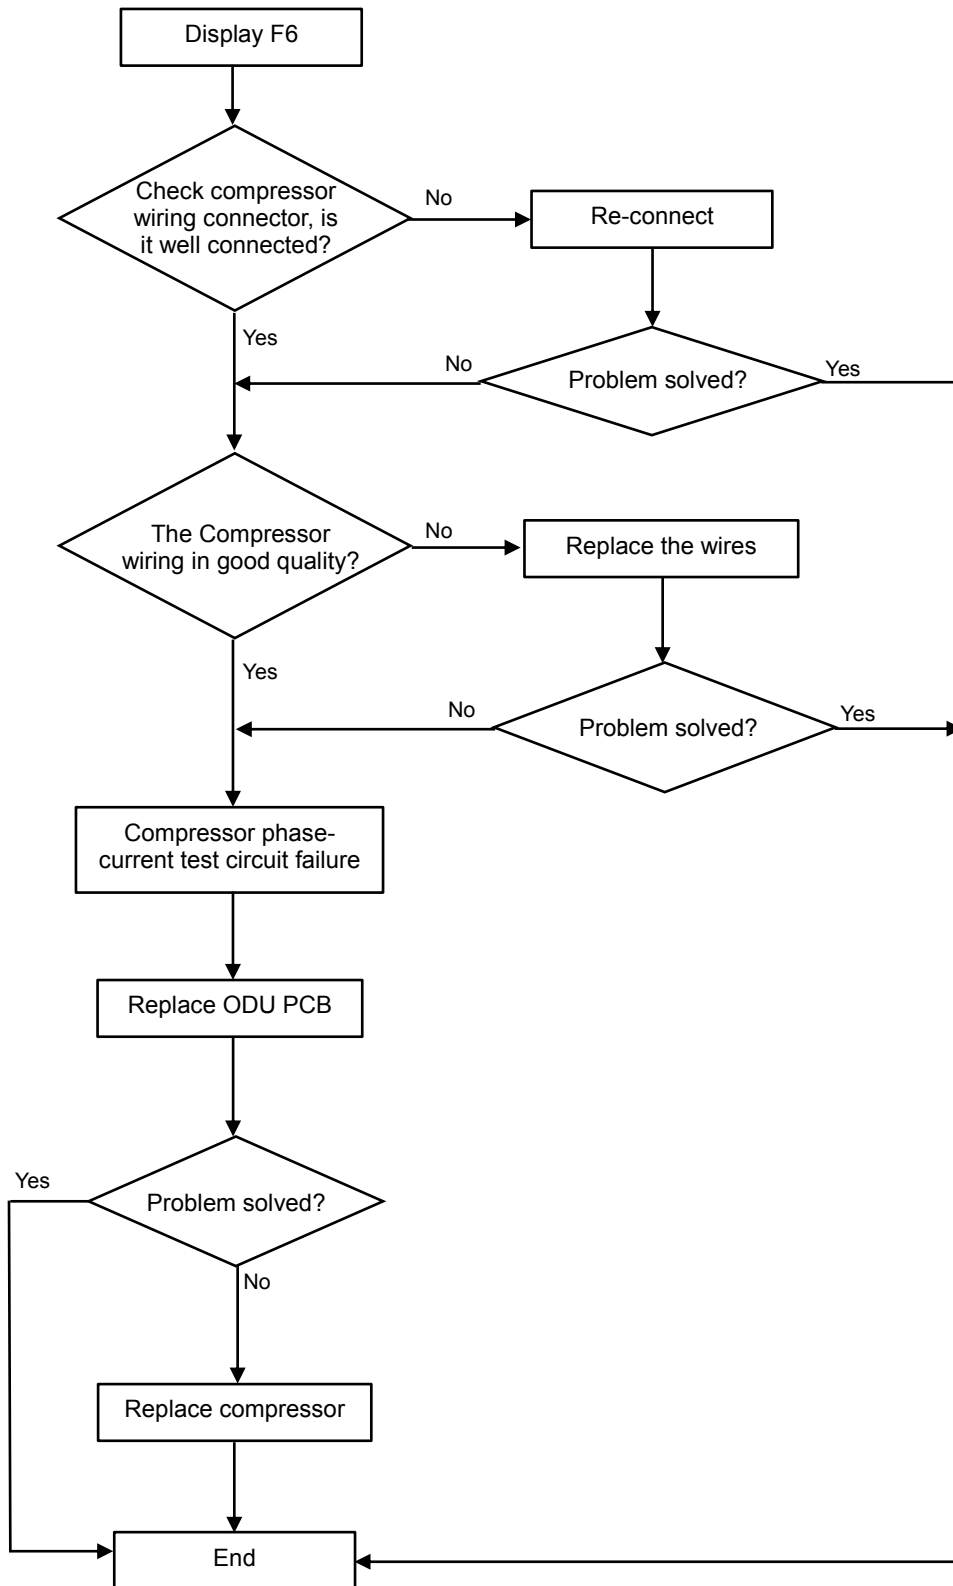 Display F6
Check compressor
wiring connector, is
it well connected?
No
Re-connect
Yes
No
Problem solved?
Yes
The Compressor
wiring in good quality?
No
Replace the wires
Yes
No
Problem solved?
Yes
Compressor phase-
current test circuit failure
Replace ODU PCB
Yes
Problem solved?
No
Replace compressor
End